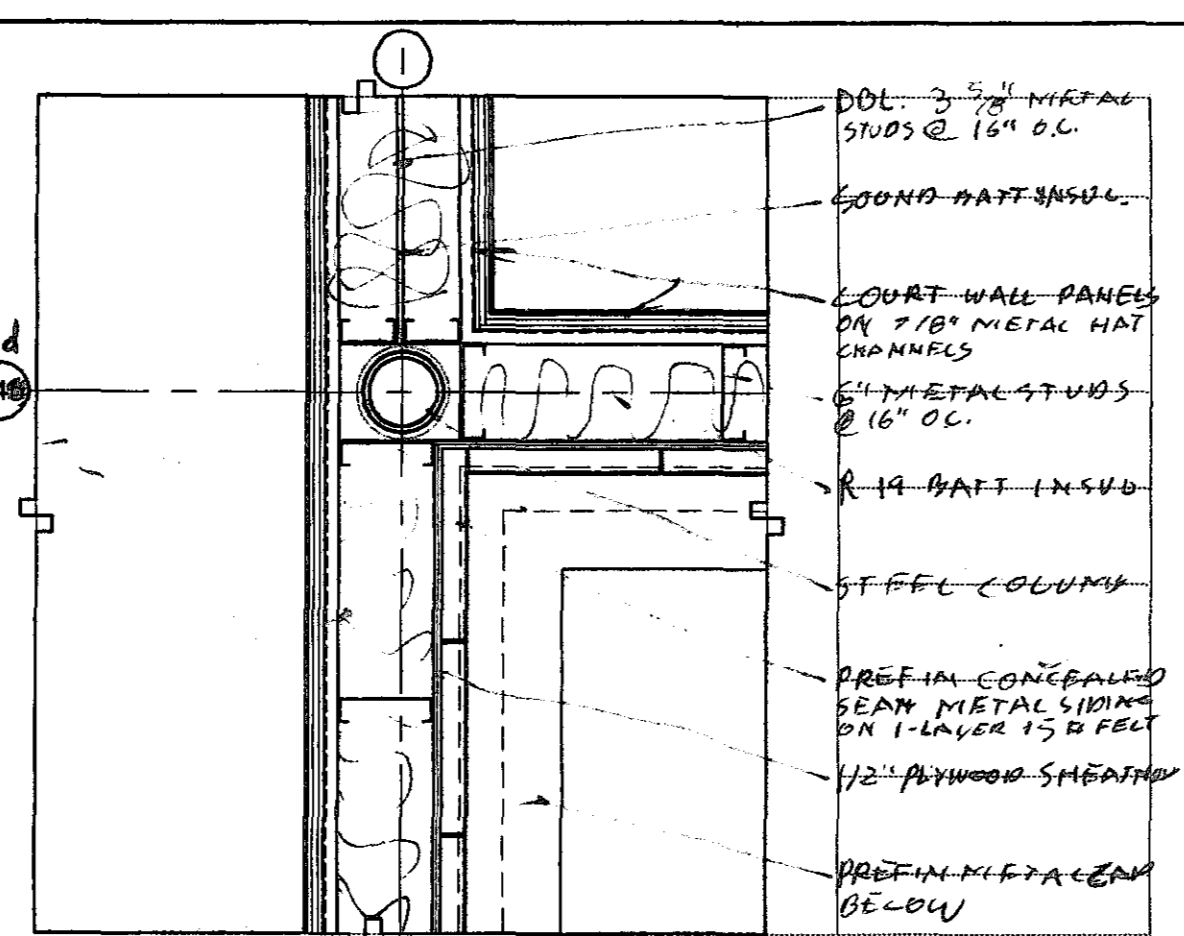 DBL. 3 5/8" METAL
STUDS @ 16" O.C.
SOUND BATT INSUL.
COURT WALL PANELS
ON 7/8" METAL HAT
CHANNELS
6" METAL STUDS
@ 16" OC.
R 19 BATT INSUL
STEEL COLUMN
PREFIN CONCEALED
SEAM METAL SIDING
ON 1-LAYER 15 # FELT
1/2" PLYWOOD SHEATHING
PREFIN METAL CAP
BELOW
d